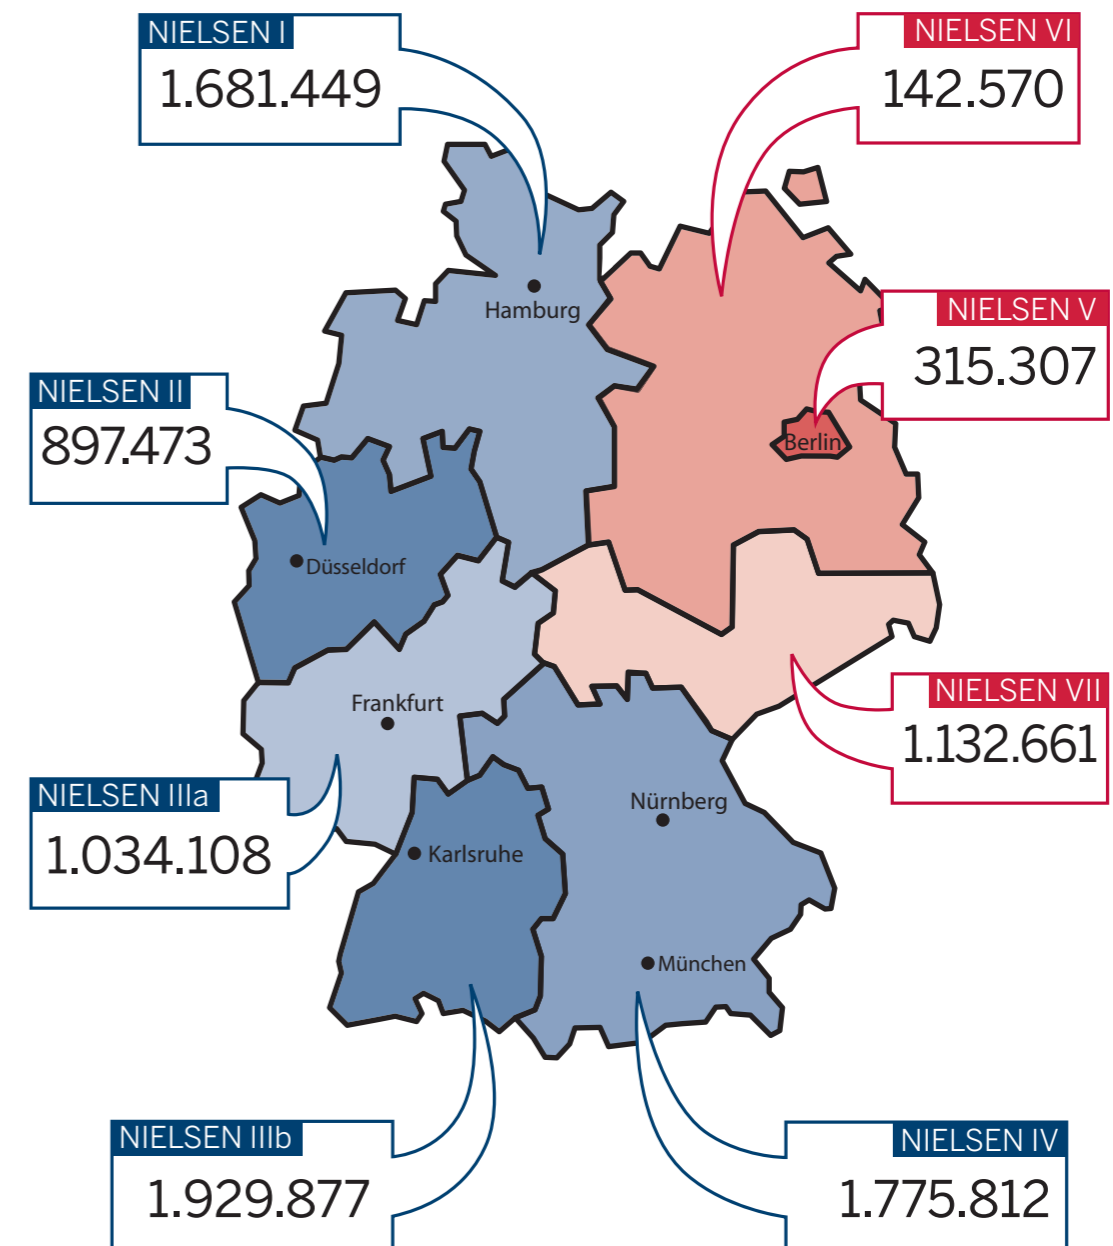 NIELSEN I
1.681.449
NIELSEN VI
142.570
Hamburg
NIELSEN V
315.307
NIELSEN II
897.473
Berlin
Düsseldorf
NIELSEN VII
1.132.661
Frankfurt
NIELSEN IIIa
1.034.108
Nürnberg
Karlsruhe
München
NIELSEN IIIb
1.929.877
NIELSEN IV
1.775.812